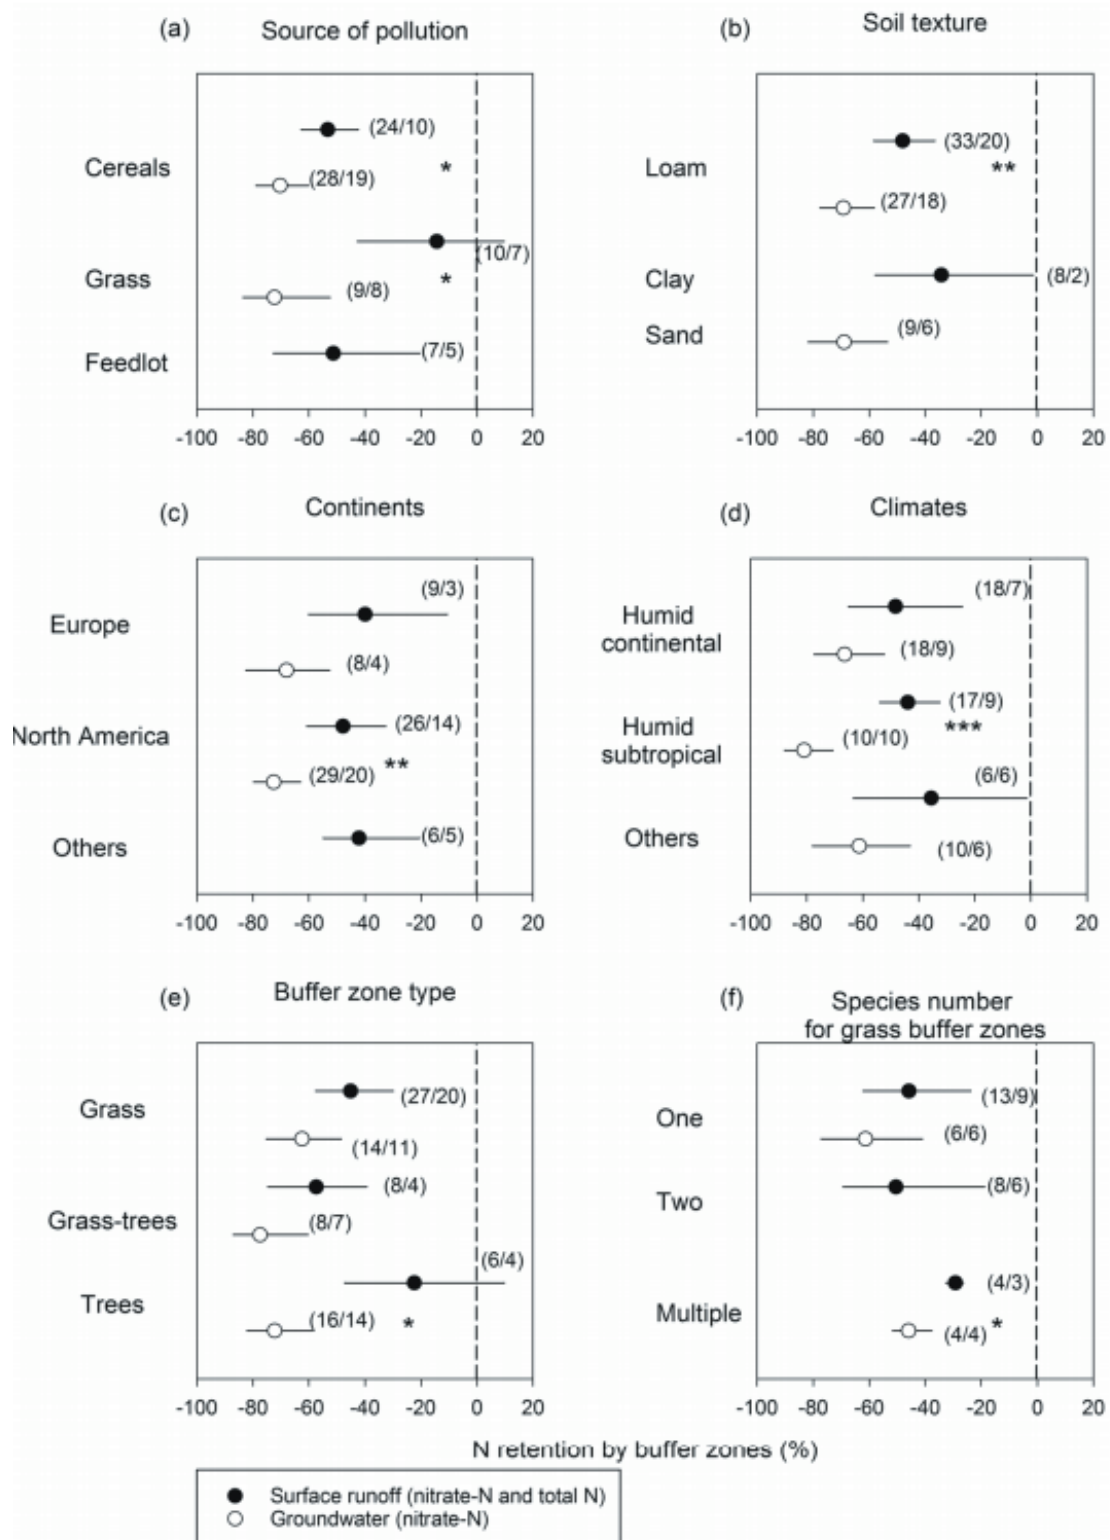 (a) Source of pollution
Cereals
(24/10)
(28/19)
*
Grass
(10/7)
(9/8)
*
Feedlot
(7/5)
-100 -80 -60 -40 -20 0 20
(b) Soil texture
Loam
(33/20)
**
(27/18)
Clay
(8/2)
Sand
(9/6)
-100 -80 -60 -40 -20 0 20
(c) Continents
Europe
(9/3)
(8/4)
North America
(26/14)
(29/20)
**
Others
(6/5)
-100 -80 -60 -40 -20 0 20
(d) Climates
Humid
continental
(18/7)
(18/9)
Humid
subtropical
(17/9)
***
(10/10)
Others
(6/6)
(10/6)
-100 -80 -60 -40 -20 0 20
(e) Buffer zone type
Grass
(27/20)
(14/11)
Grass-trees
(8/4)
(8/7)
Trees
(6/4)
(16/14)
*
-100 -80 -60 -40 -20 0 20
(f) Species number
for grass buffer zones
One
(13/9)
(6/6)
Two
(8/6)
Multiple
(4/3)
(4/4)
*
-100 -80 -60 -40 -20 0 20
N retention by buffer zones (%)
Surface runoff (nitrate-N and total N)
Groundwater (nitrate-N)